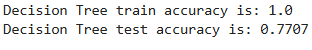 Decision Tree train accuracy is: 1.0
Decision Tree test accuracy is: 0.7707